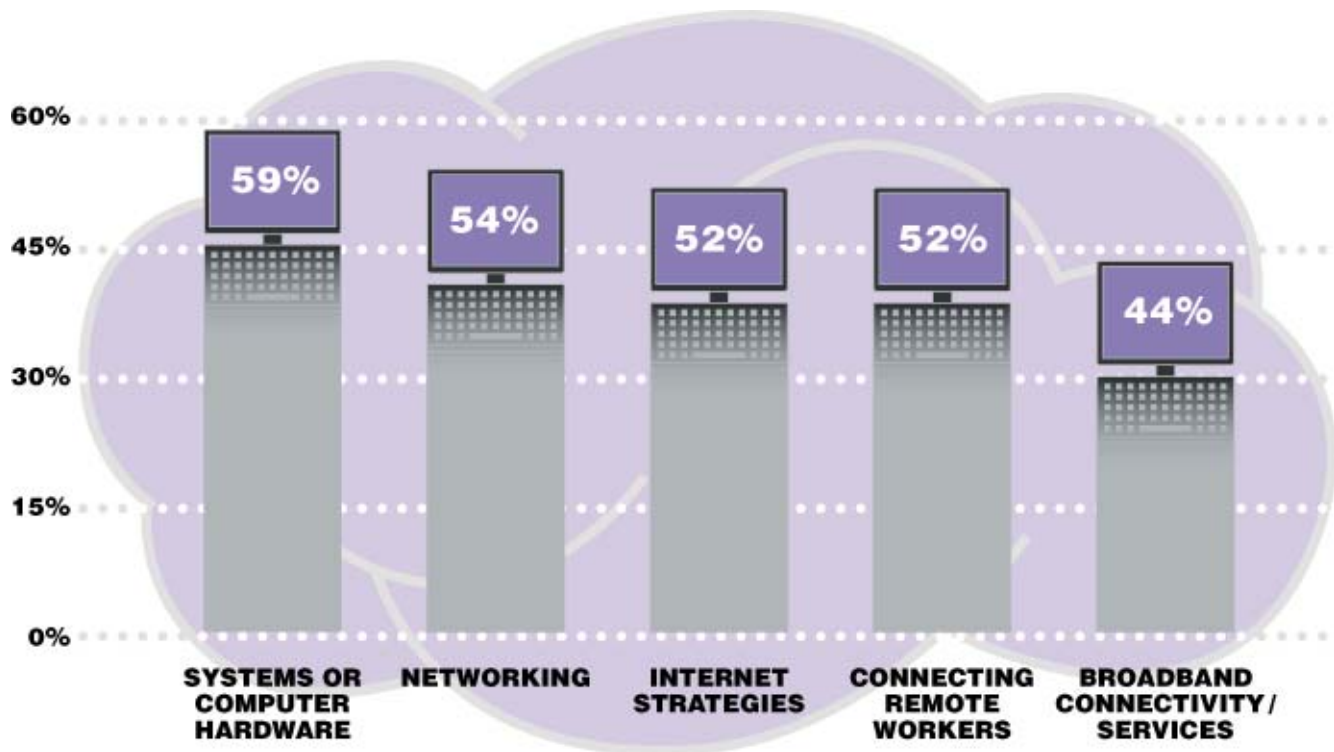 60%
45%
30%
15%
0%
59%
54%
52%
52%
44%
SYSTEMS OR
COMPUTER
HARDWARE
NETWORKING
INTERNET
STRATEGIES
CONNECTING
REMOTE
WORKERS
BROADBAND
CONNECTIVITY/
SERVICES